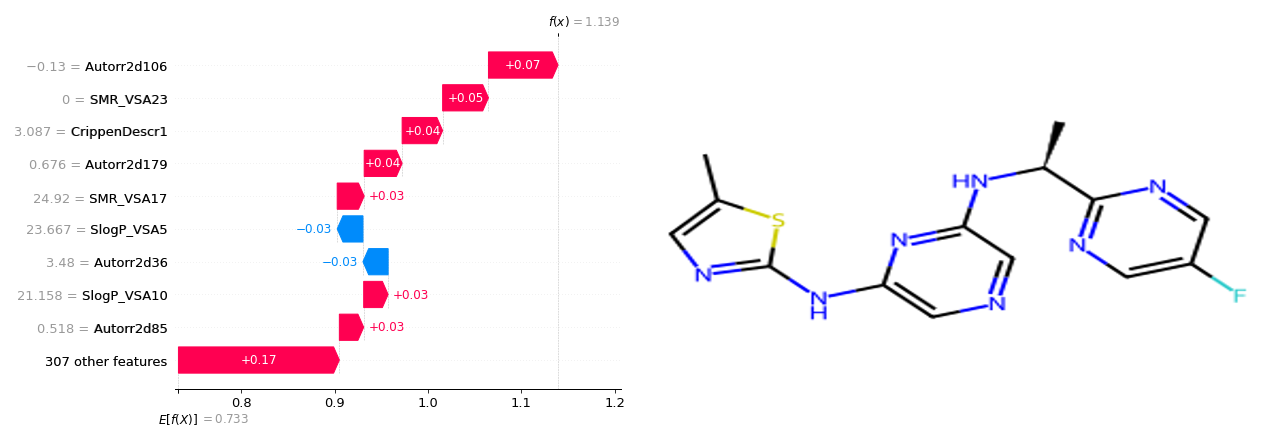 f(x) = 1.139
−0.13 = Autorr2d106
+0.07
0 = SMR_VSA23
+0.05
3.087 = CrippenDescr1
+0.04
0.676 = Autorr2d179
+0.04
24.92 = SMR_VSA17
+0.03
23.667 = SlogP_VSA5
−0.03
3.48 = Autorr2d36
−0.03
21.158 = SlogP_VSA10
+0.03
0.518 = Autorr2d85
+0.03
307 other features
+0.17
0.8 0.9 1.0 1.1 1.2
E[f(X)] = 0.733
HN
N
S
N
N
N
N
N
H
N
F